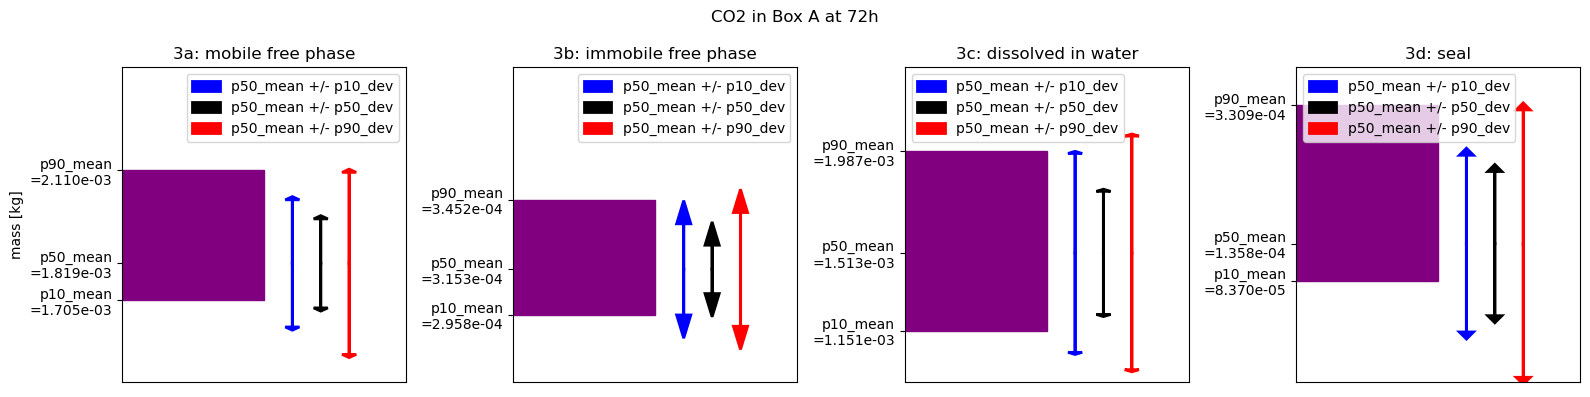 CO2 in Box A at 72h
3a: mobile free phase
p50_mean +/- p10_dev
p50_mean +/- p50_dev
p50_mean +/- p90_dev
mass [kg]
p90_mean
=2.110e-03
p50_mean
=1.819e-03
p10_mean
=1.705e-03
3b: immobile free phase
p50_mean +/- p10_dev
p50_mean +/- p50_dev
p50_mean +/- p90_dev
p90_mean
=3.452e-04
p50_mean
=3.153e-04
p10_mean
=2.958e-04
3c: dissolved in water
p50_mean +/- p10_dev
p50_mean +/- p50_dev
p50_mean +/- p90_dev
p90_mean
=1.987e-03
p50_mean
=1.513e-03
p10_mean
=1.151e-03
3d: seal
p50_mean +/- p10_dev
p50_mean +/- p50_dev
p50_mean +/- p90_dev
p90_mean
=3.309e-04
p50_mean
=1.358e-04
p10_mean
=8.370e-05